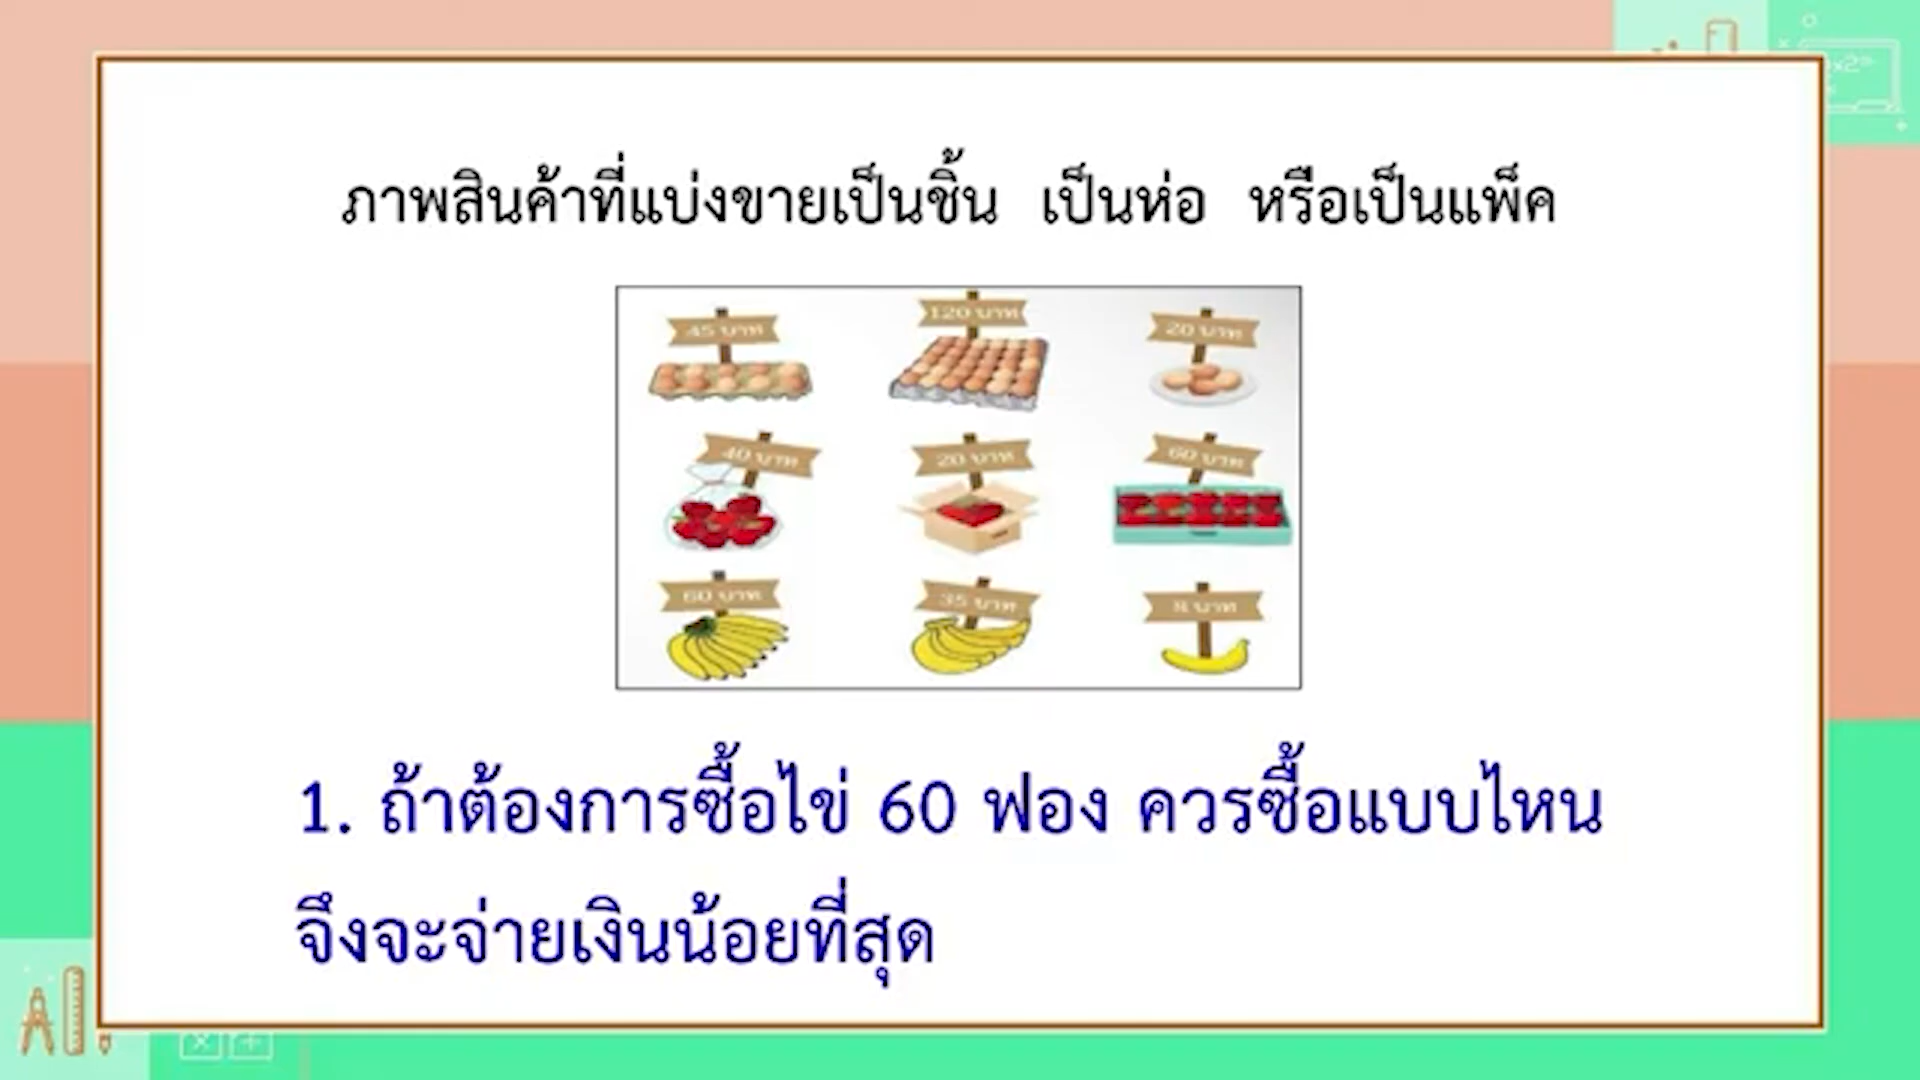 ภาพสินค้าที่แบ่งขายเป็นชิ้น เป็นห่อ หรือเป็นแพ็ค
45 บาท
120 บาท
20 บาท
40 บาท
20 บาท
60 บาท
60 บาท
35 บาท
8 บาท
1. ถ้าต้องการซื้อไข่ 60 ฟอง ควรซื้อแบบไหน
จึงจะจ่ายเงินน้อยที่สุด